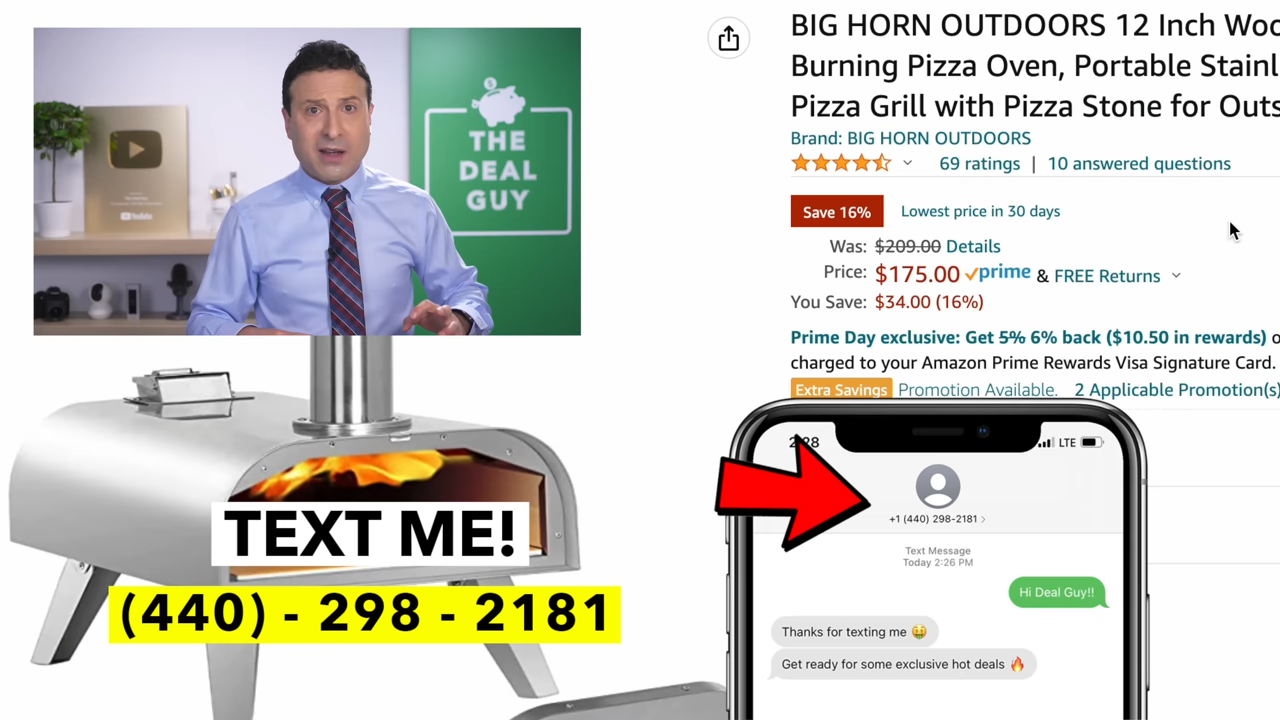 THE
DEAL
GUY
TEXT ME!
(440) - 298 - 2181
BIG HORN OUTDOORS 12 Inch Woo
Burning Pizza Oven, Portable Stainl
Pizza Grill with Pizza Stone for Outs
Brand: BIG HORN OUTDOORS
69 ratings | 10 answered questions
Save 16% Lowest price in 30 days
Was: $209.00 Details
Price: $175.00 prime & FREE Returns
You Save: $34.00 (16%)
Prime Day exclusive: Get 5% 6% back ($10.50 in rewards) o
charged to your Amazon Prime Rewards Visa Signature Card.
Extra Savings Promotion Available. 2 Applicable Promotion(s)
LTE
+1 (440) 298-2181
Text Message
Today 2:26 PM
Hi Deal Guy!!
Thanks for texting me 🤑
Get ready for some exclusive hot deals 🔥